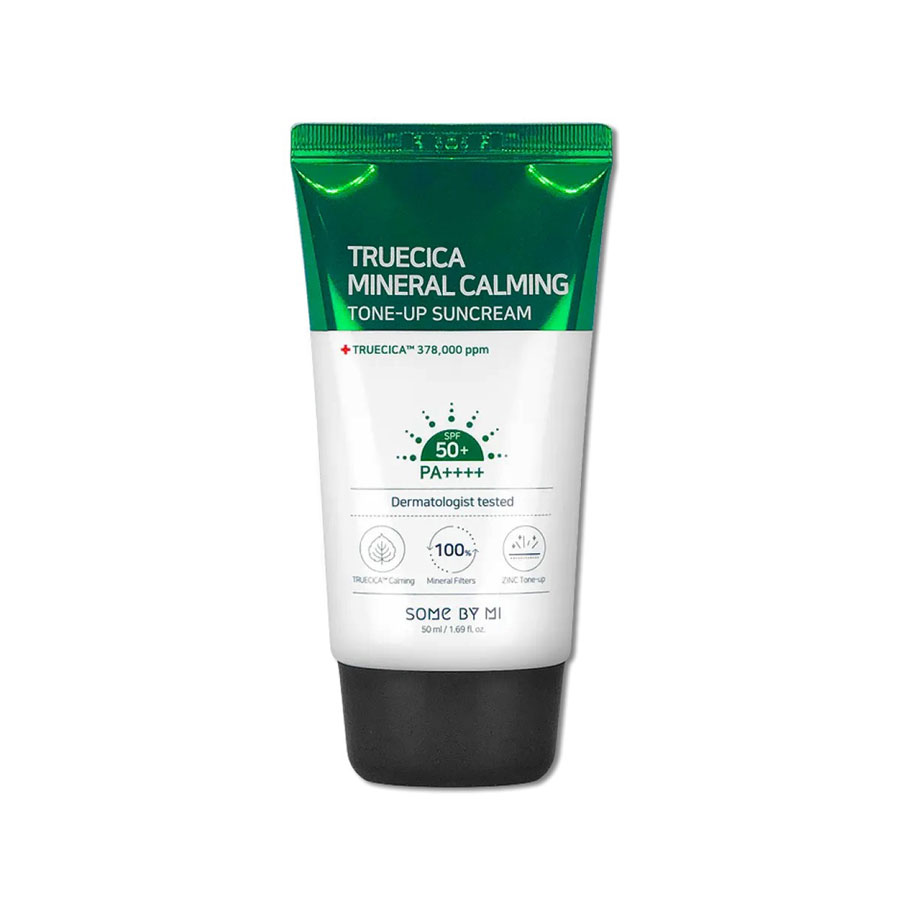 TRUECICA
MINERAL CALMING
TONE-UP SUNCREAM
TRUECICA™ 378,000 ppm
SPF
50+
PA++++
Dermatologist tested
100%
TRUECICA™ Calming Mineral Filters ZINC Tone-up
SOME BY MI
50 ml / 1.69 fl. oz.